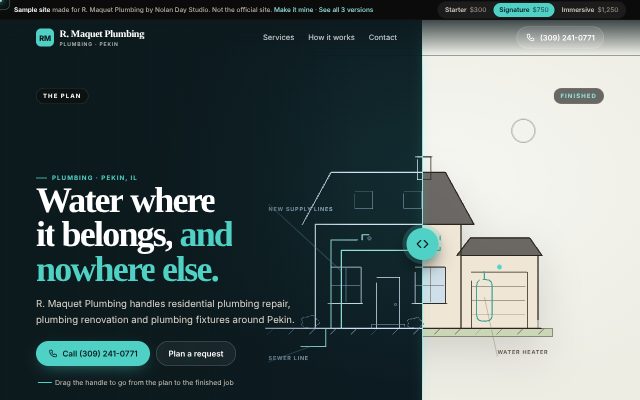 Sample site made for R. Maquet Plumbing by Nolan Day Studio. Not the official site. Make it mine · See all 3 versions
Starter $300 Signature $750 Immersive $1,250
RM R. Maquet Plumbing
PLUMBING · PEKIN
Services How it works Contact
(309) 241-0771
THE PLAN
FINISHED
PLUMBING · PEKIN, IL
Water where
it belongs, and
nowhere else.
NEW SUPPLY LINES
R. Maquet Plumbing handles residential plumbing repair,
plumbing renovation and plumbing fixtures around Pekin.
Call (309) 241-0771
Plan a request
SEWER LINE
WATER HEATER
Drag the handle to go from the plan to the finished job